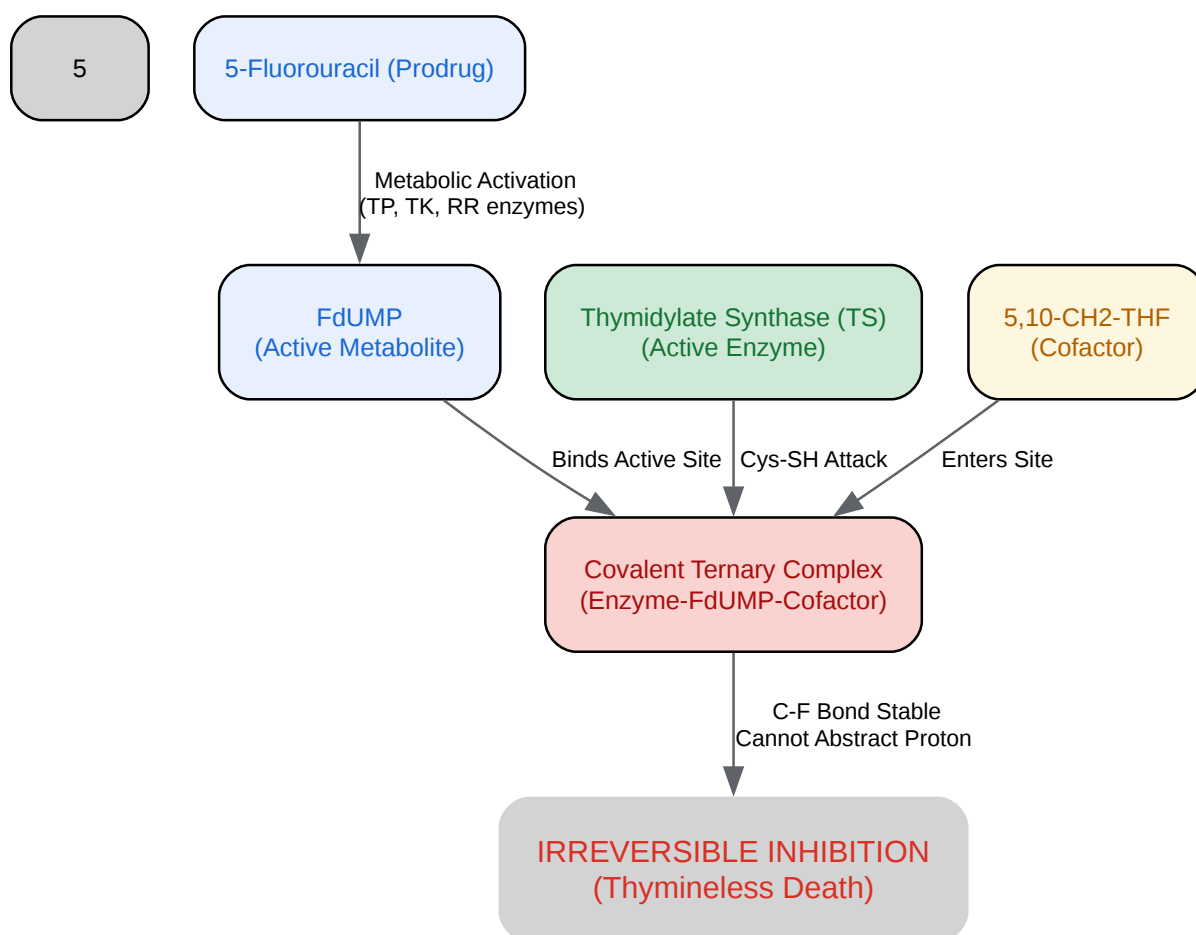 5
5-Fluorouracil (Prodrug)
Metabolic Activation
(TP, TK, RR enzymes)
FdUMP
(Active Metabolite)
Thymidylate Synthase (TS)
(Active Enzyme)
5,10-CH2-THF
(Cofactor)
Binds Active Site
Cys-SH Attack
Enters Site
Covalent Ternary Complex
(Enzyme-FdUMP-Cofactor)
C-F Bond Stable
Cannot Abstract Proton
IRREVERSIBLE INHIBITION
(Thymineless Death)